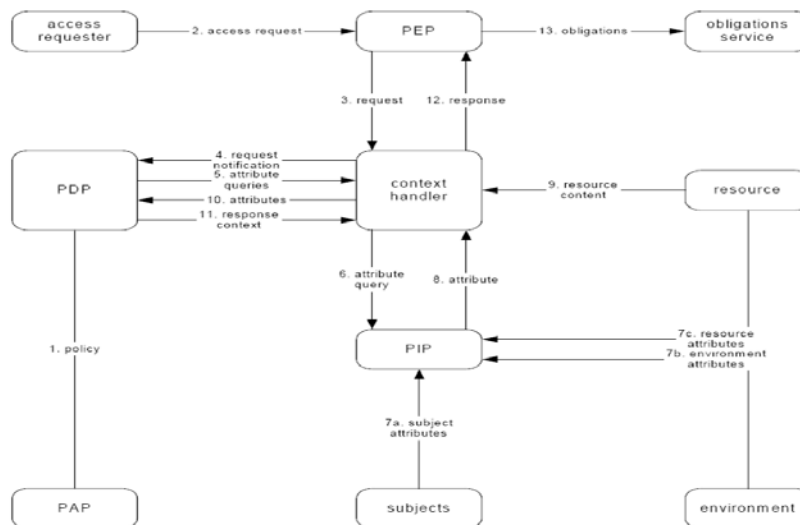 access
requester
2. access request
PEP
13. obligations
obligations
service
3. request
12. response
PDP
4. request
notification
5. attribute
queries
10. attributes
11. response
context
context
handler
9. resource
content
resource
6. attribute
query
8. attribute
1. policy
PIP
7c. resource
attributes
7b. environment
attributes
7a. subject
attributes
PAP
subjects
environment